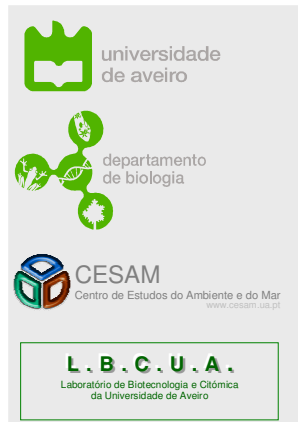 universidade
de aveiro
departamento
de biologia
CESAM
Centro de Estudos do Ambiente e do Mar
www.cesam.ua.pt
L.B.C.U.A.
Laboratório de Biotecnologia e Citómica
da Universidade de Aveiro